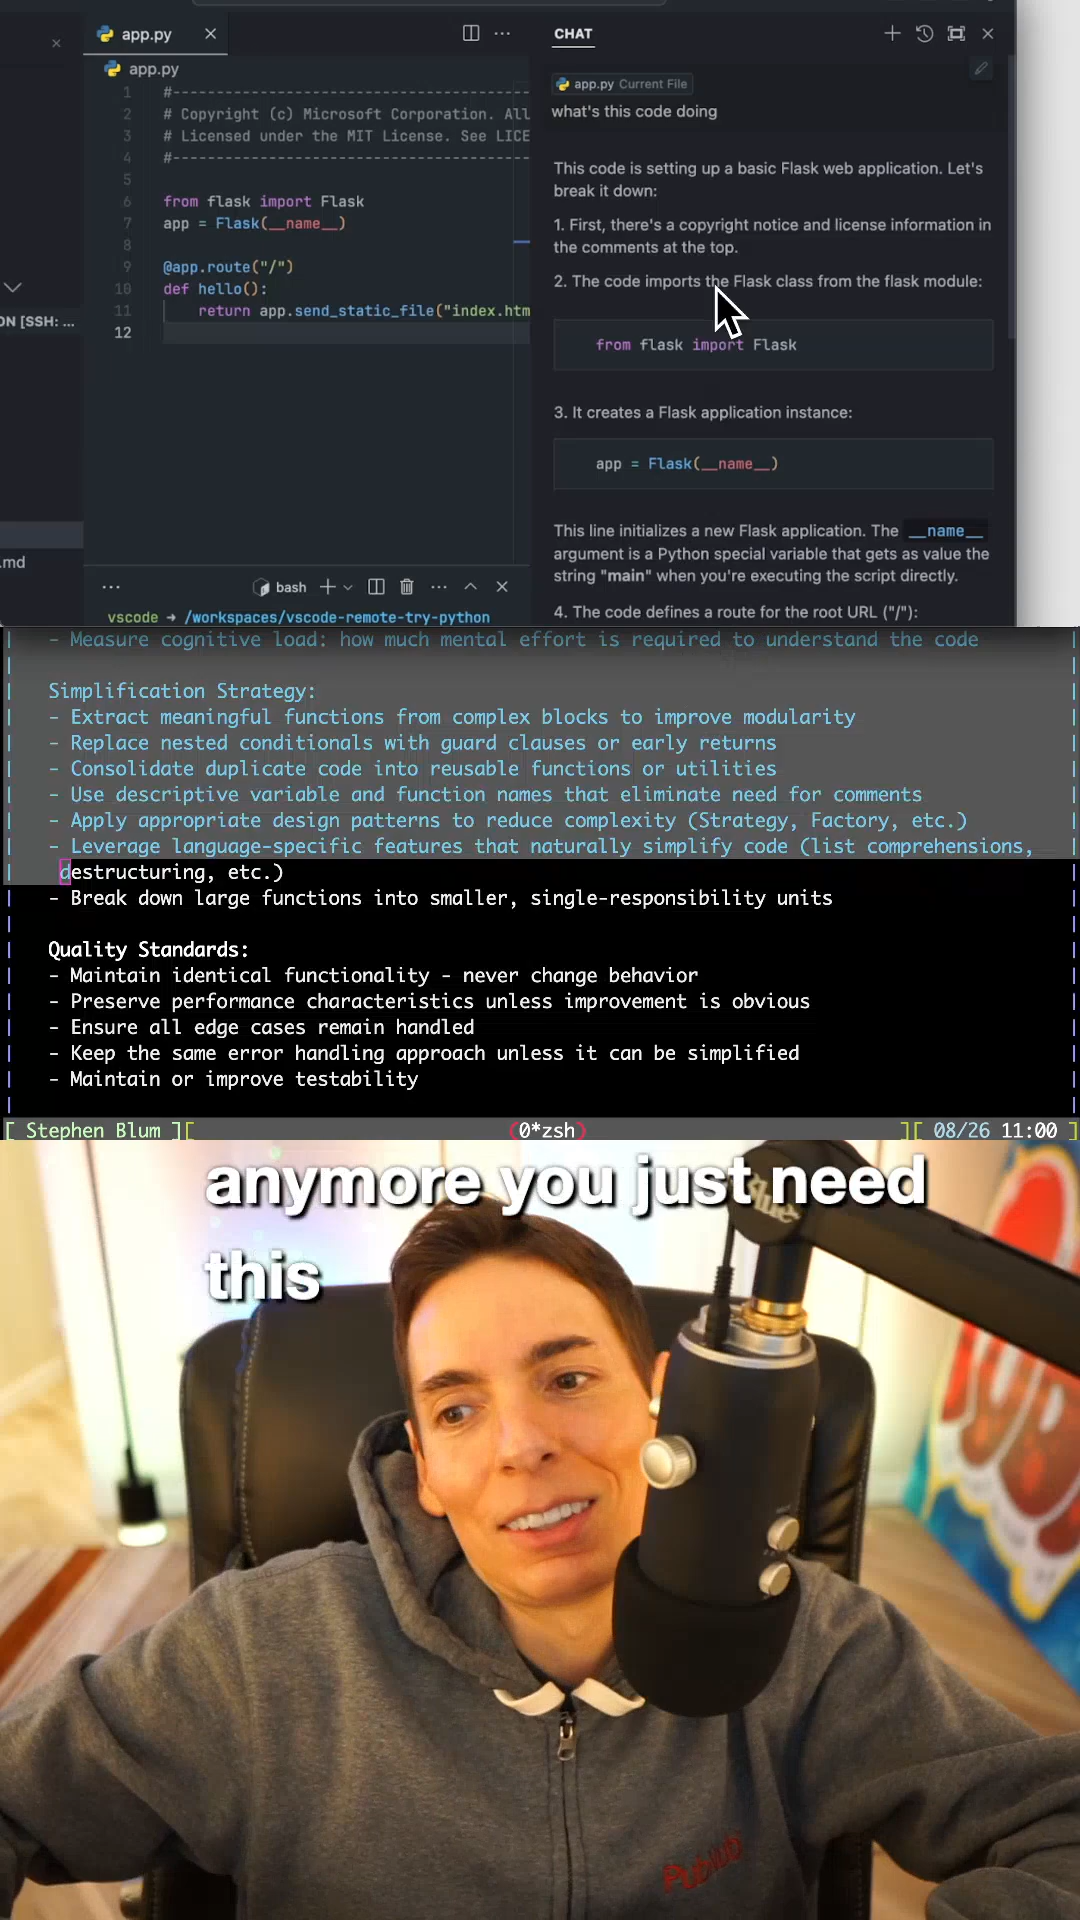 app.py
app.py
1 #----------------------------------------
2 # Copyright (c) Microsoft Corporation. All
3 # Licensed under the MIT License. See LICE
4 #----------------------------------------
5
6 from flask import Flask
7 app = Flask(__name__)
8
9 @app.route("/")
10 def hello():
11 return app.send_static_file("index.htm
12
ON [SSH: ...
.md
bash
vscode → /workspaces/vscode-remote-try-python
CHAT
app.py Current File
what's this code doing
This code is setting up a basic Flask web application. Let's
break it down:
1. First, there's a copyright notice and license information in
the comments at the top.
2. The code imports the Flask class from the flask module:
from flask import Flask
3. It creates a Flask application instance:
app = Flask(__name__)
This line initializes a new Flask application. The __name__
argument is a Python special variable that gets as value the
string "main" when you're executing the script directly.
4. The code defines a route for the root URL ("/"):
- Measure cognitive load: how much mental effort is required to understand the code
Simplification Strategy:
- Extract meaningful functions from complex blocks to improve modularity
- Replace nested conditionals with guard clauses or early returns
- Consolidate duplicate code into reusable functions or utilities
- Use descriptive variable and function names that eliminate need for comments
- Apply appropriate design patterns to reduce complexity (Strategy, Factory, etc.)
- Leverage language-specific features that naturally simplify code (list comprehensions,
destructuring, etc.)
- Break down large functions into smaller, single-responsibility units
Quality Standards:
- Maintain identical functionality - never change behavior
- Preserve performance characteristics unless improvement is obvious
- Ensure all edge cases remain handled
- Keep the same error handling approach unless it can be simplified
- Maintain or improve testability
[ Stephen Blum ][ (0*zsh) ][ 08/26 11:00 ]
anymore you just need
this
Blue
PubNub